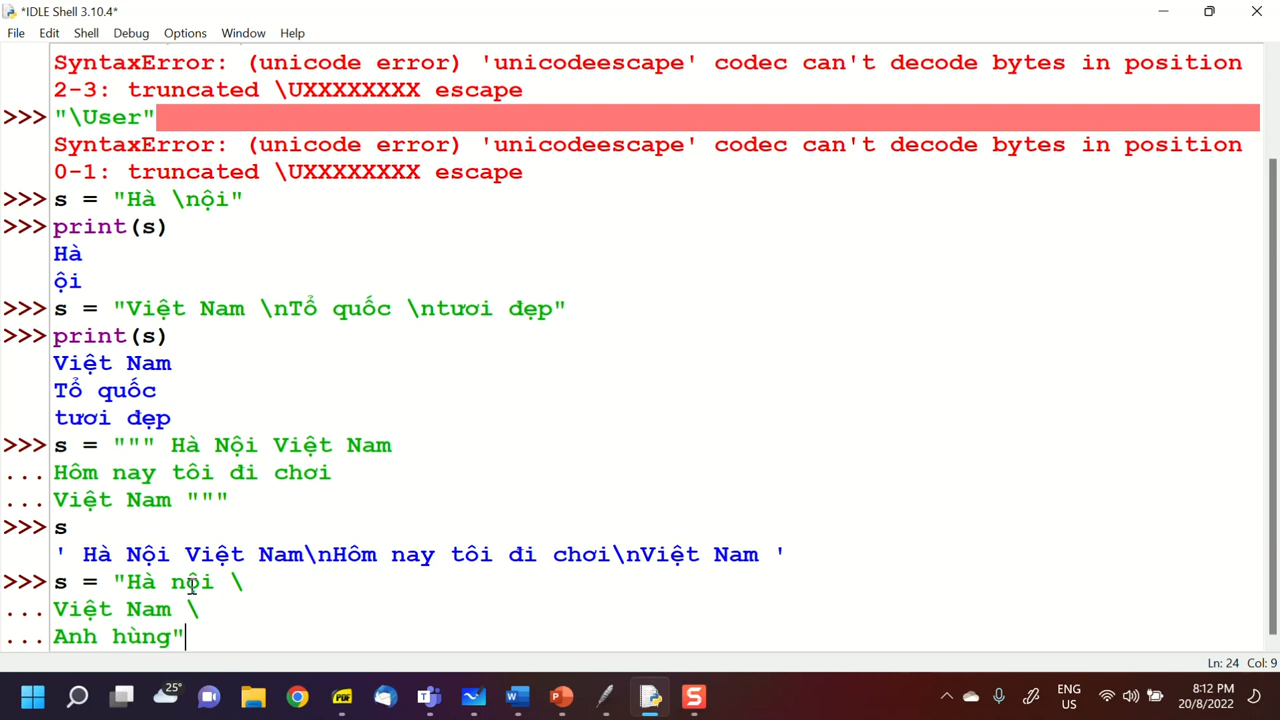 *IDLE Shell 3.10.4*
File Edit Shell Debug Options Window Help
SyntaxError: (unicode error) 'unicodeescape' codec can't decode bytes in position
2-3: truncated \UXXXXXXXX escape
>>> "\User"
SyntaxError: (unicode error) 'unicodeescape' codec can't decode bytes in position
0-1: truncated \UXXXXXXXX escape
>>> s = "Hà \nội"
>>> print(s)
Hà
ội
>>> s = "Việt Nam \nTổ quốc \ntươi đẹp"
>>> print(s)
Việt Nam
Tổ quốc
tươi đẹp
>>> s = """ Hà Nội Việt Nam
... Hôm nay tôi đi chơi
... Việt Nam """
>>> s
' Hà Nội Việt Nam\nHôm nay tôi đi chơi\nViệt Nam '
>>> s = "Hà nội \
... Việt Nam \
... Anh hùng"
Ln: 24 Col: 9
25°
PDF
W
P
S
ENG
US
8:12 PM
20/8/2022